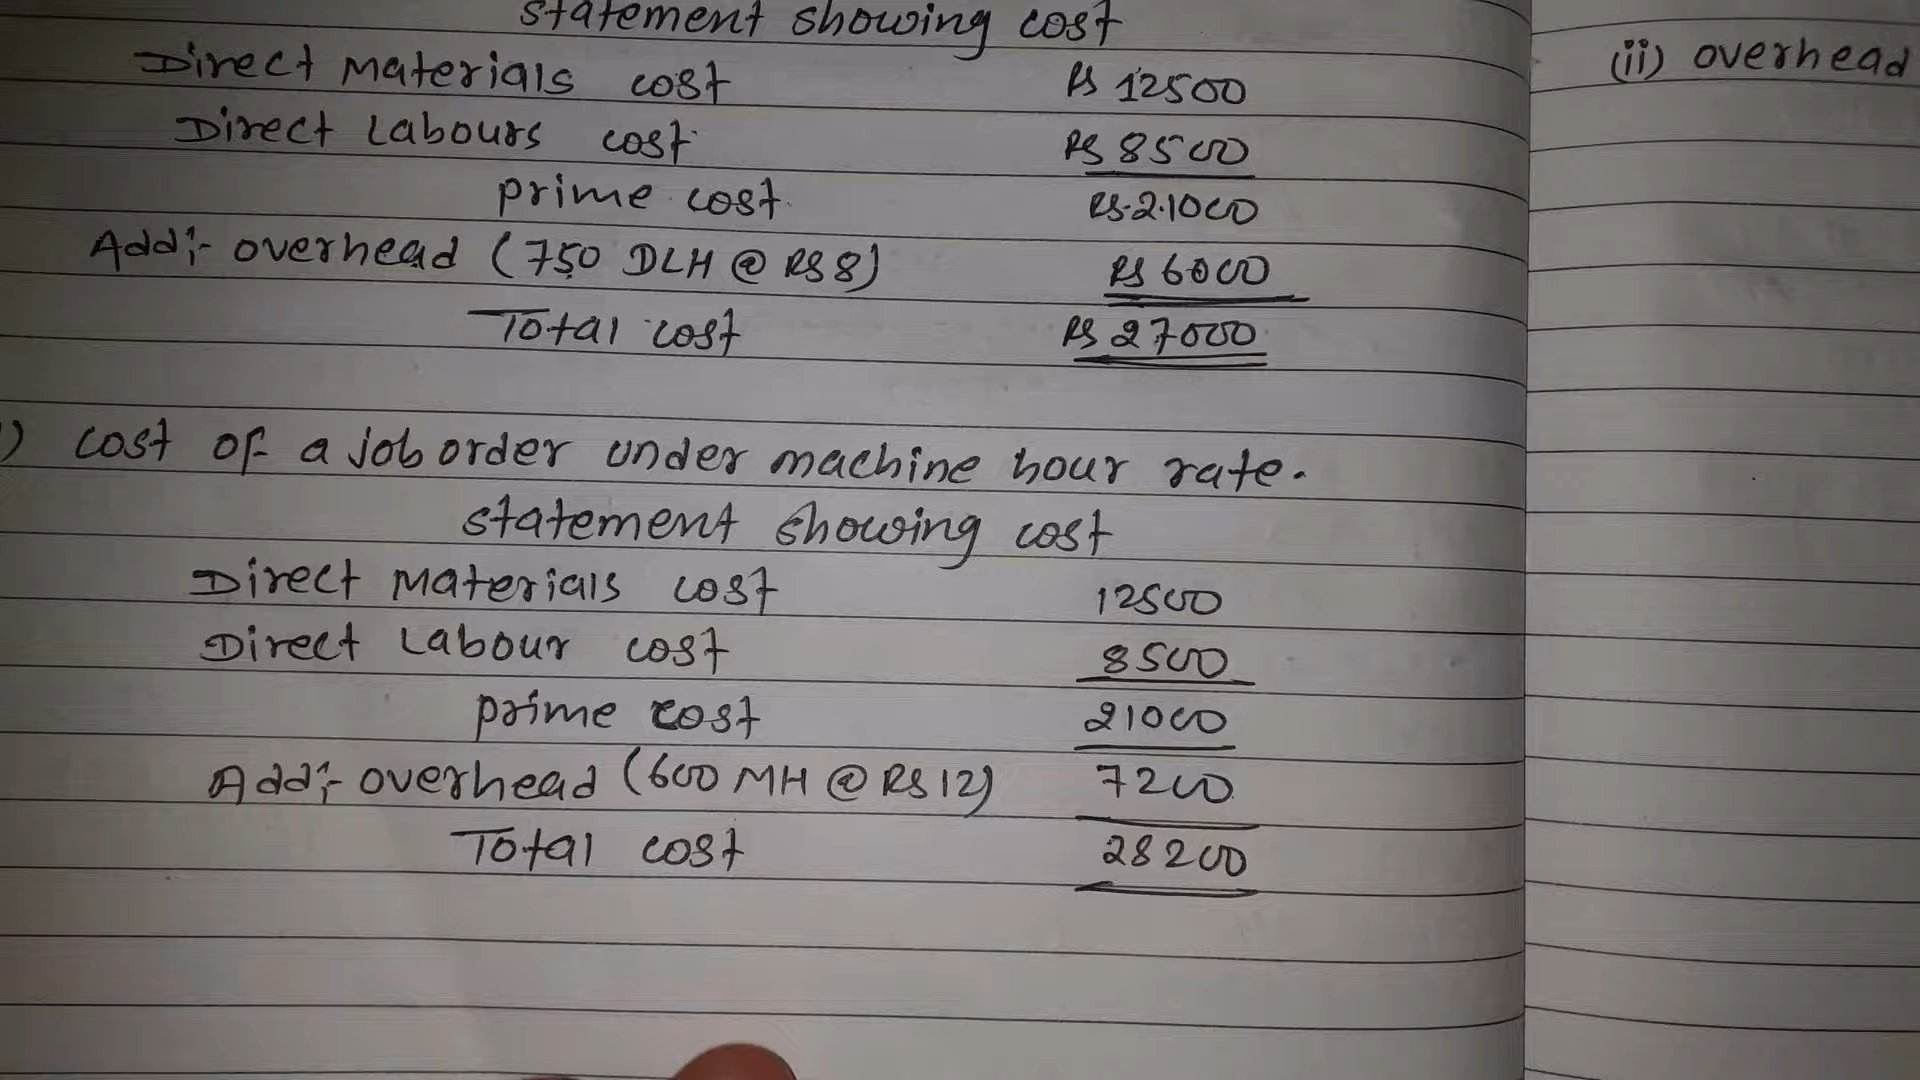 statement showing cost
Direct Materials cost Rs 12500
Direct Labours cost Rs 8500
prime cost. Rs. 21000
Add:- overhead (750 DLH @ RS 8) Rs 6000
Total cost Rs 27000
) cost of a job order under machine hour rate.
statement showing cost
Direct Materials cost 12500
Direct Labour cost 8500
prime cost 21000
Add:- overhead (600 MH @ RS 12) 7200
Total cost 28200
(ii) overhead